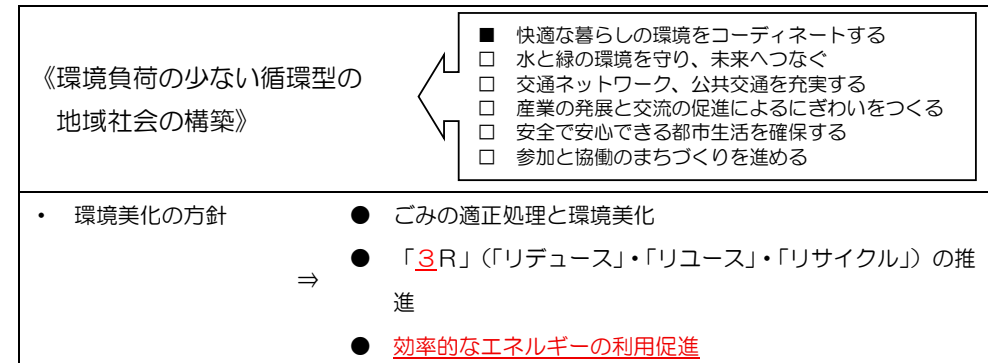 《環境負荷の少ない循環型の
地域社会の構築》
■ 快適な暮らしの環境をコーディネートする
□ 水と緑の環境を守り、未来へつなぐ
□ 交通ネットワーク、公共交通を充実する
□ 産業の発展と交流の促進によるにぎわいをつくる
□ 安全で安心できる都市生活を確保する
□ 参加と協働のまちづくりを進める
・ 環境美化の方針
⇒
● ごみの適正処理と環境美化
● 「３Ｒ」（「リデュース」・「リユース」・「リサイクル」）の推
進
● 効率的なエネルギーの利用促進